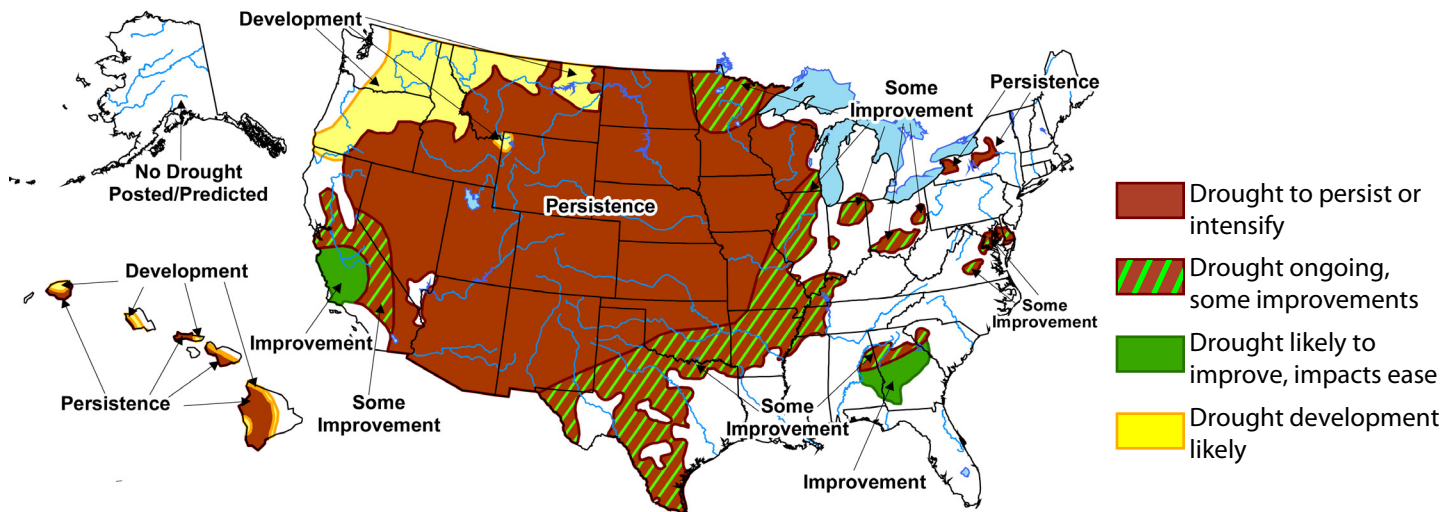 Development
Some
Improvement
Persistence
No Drought
Posted/Predicted
Persistence
Development
Improvement
Some
Improvement
Persistence
Some
Improvement
Some
Improvement
Improvement
Drought to persist or
intensify
Drought ongoing,
some improvements
Drought likely to
improve, impacts ease
Drought development
likely